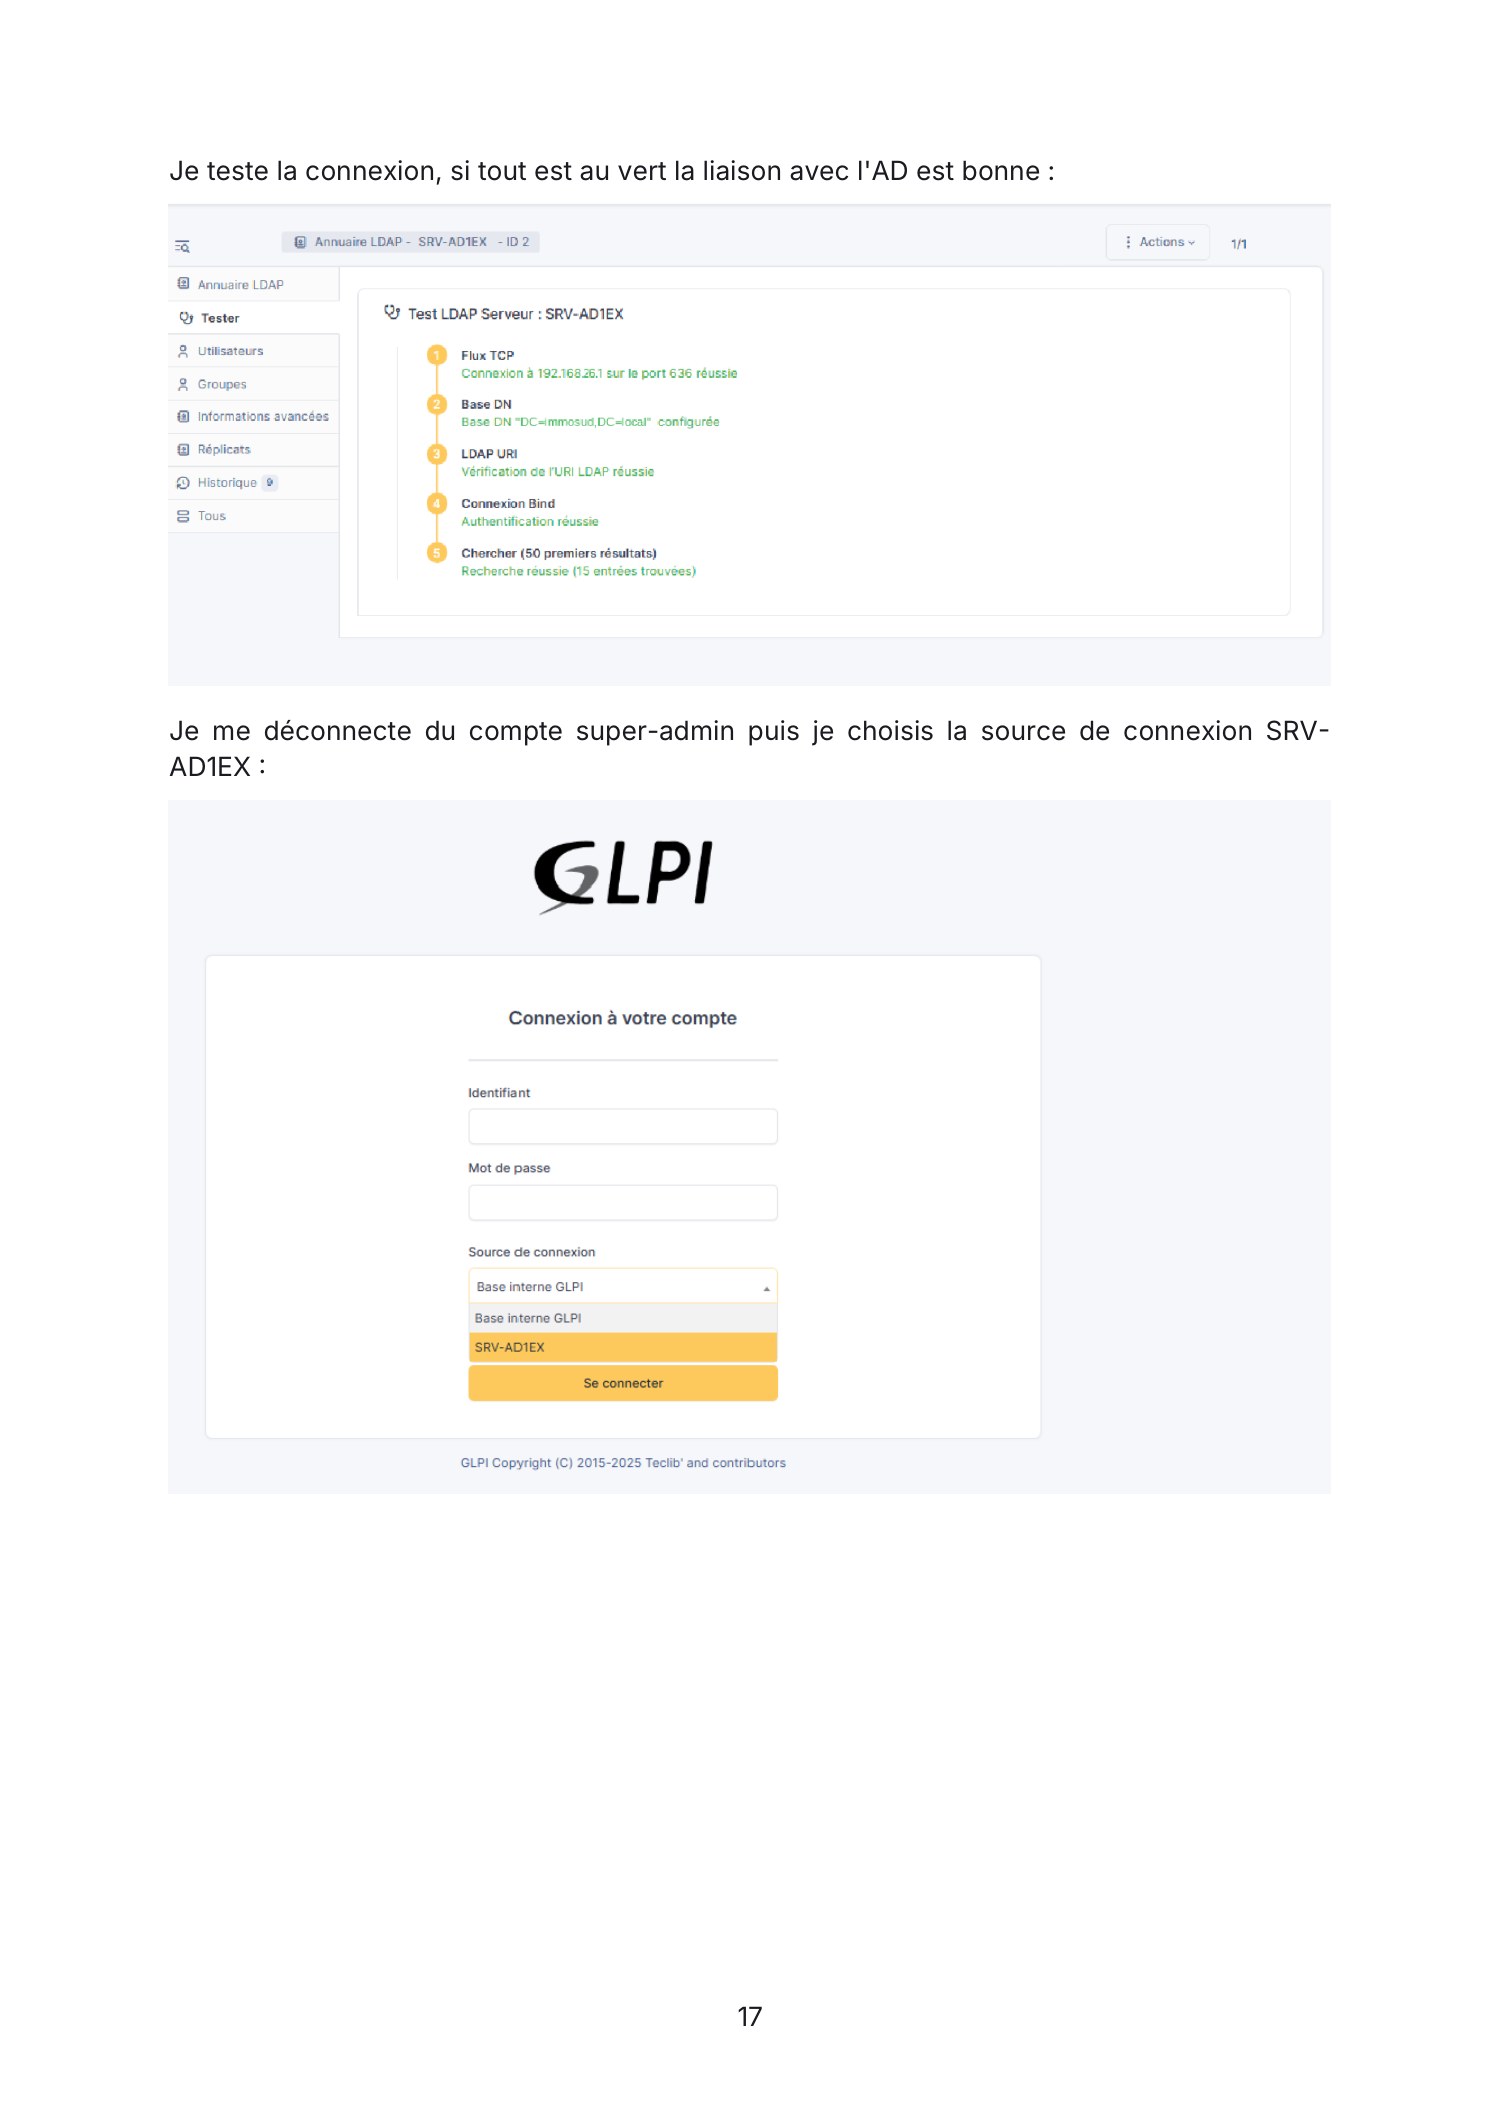 Je teste la connexion, si tout est au vert la liaison avec l'AD est bonne :
Annuaire LDAP - SRV-AD1EX - ID 2
Actions
1/1
Annuaire LDAP
Tester
Utilisateurs
Groupes
Informations avancées
Réplicats
Historique 9
Tous
Test LDAP Serveur : SRV-AD1EX
1 Flux TCP
Connexion à 192.168.26.1 sur le port 636 réussie
2 Base DN
Base DN "DC=immosud,DC=local" configurée
3 LDAP URI
Vérification de l'URI LDAP réussie
4 Connexion Bind
Authentification réussie
5 Chercher (50 premiers résultats)
Recherche réussie (15 entrées trouvées)
Je me déconnecte du compte super-admin puis je choisis la source de connexion SRV-
AD1EX :
GLPI
Connexion à votre compte
Identifiant
Mot de passe
Source de connexion
Base interne GLPI
Base interne GLPI
SRV-AD1EX
Se connecter
GLPI Copyright (C) 2015-2025 Teclib' and contributors
17